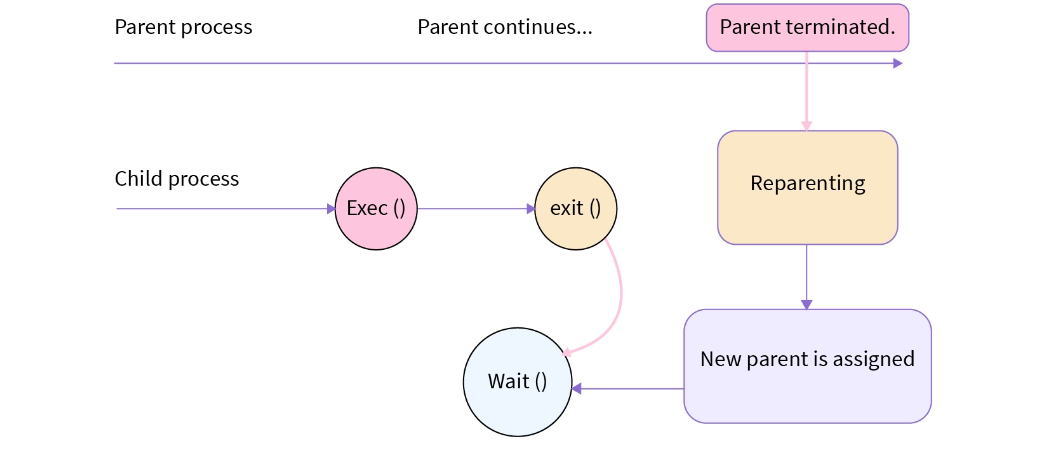 Parent process
Parent continues...
Parent terminated.
Child process
Exec ()
exit ()
Reparenting
Wait ()
New parent is assigned